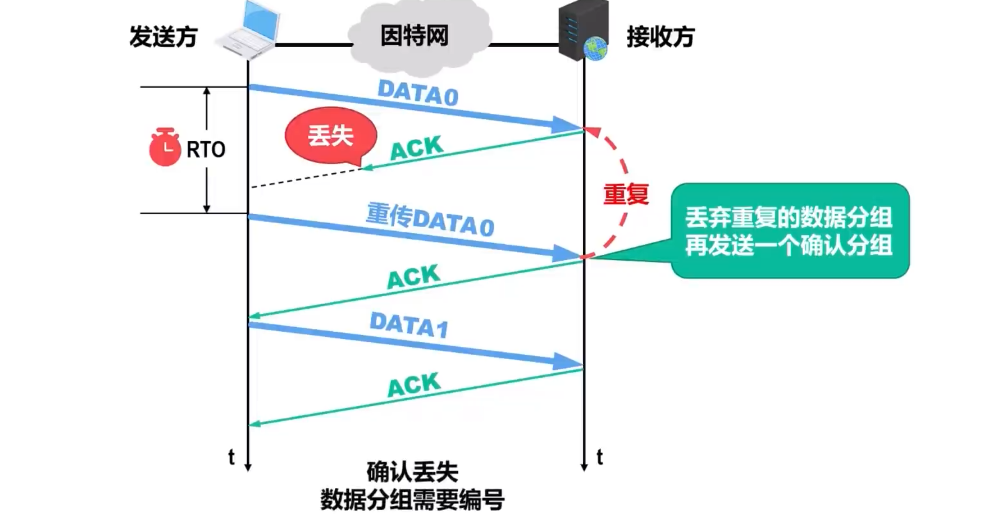 发送方
因特网
接收方
DATA0
丢失
ACK
RTO
重复
重传DATA0
丢弃重复的数据分组
再发送一个确认分组
ACK
DATA1
ACK
t
t
确认丢失
数据分组需要编号